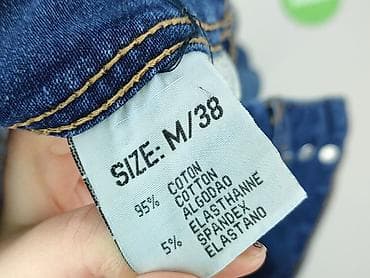 SIZE: M/38
COTON
95% COTTON
ALGODAO
ELASTHANNE
5% SPANDEX
ELASTANO